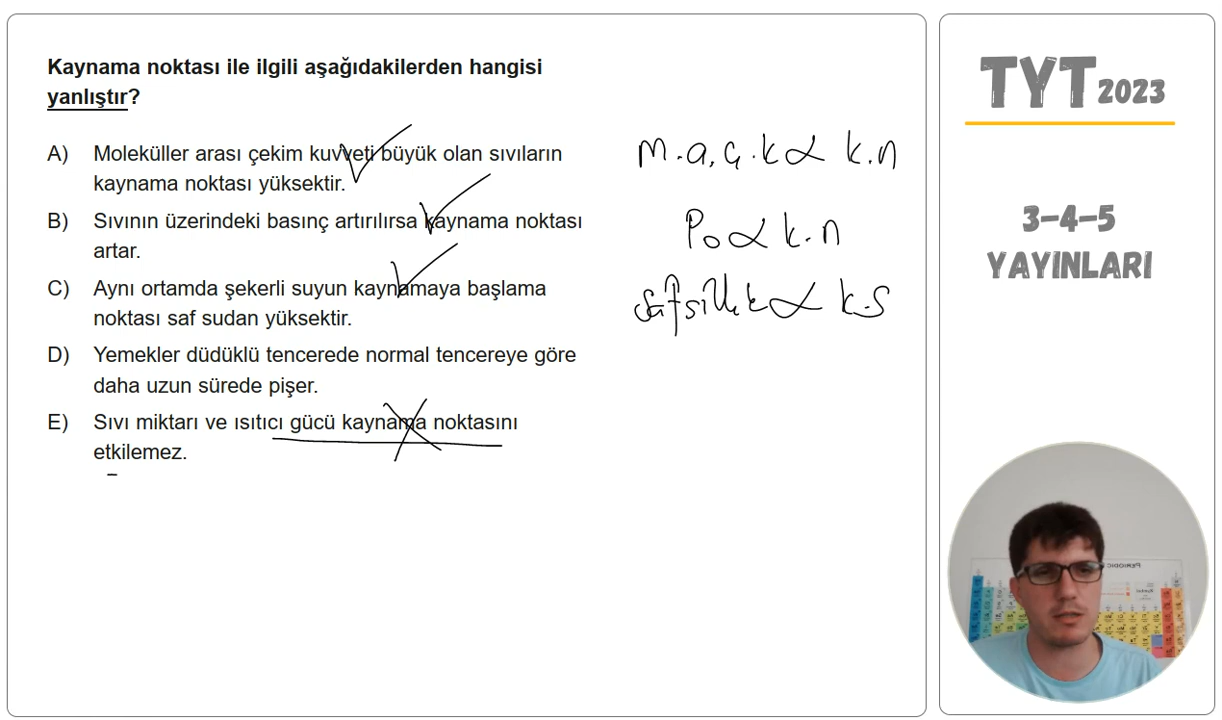 Kaynama noktası ile ilgili aşağıdakilerden hangisi
yanlıştır?
A) Moleküller arası çekim kuvveti büyük olan sıvıların
kaynama noktası yüksektir.
B) Sıvının üzerindeki basınç artırılırsa kaynama noktası
artar.
C) Aynı ortamda şekerli suyun kaynamaya başlama
noktası saf sudan yüksektir.
D) Yemekler düdüklü tencerede normal tencereye göre
daha uzun sürede pişer.
E) Sıvı miktarı ve ısıtıcı gücü kaynama noktasını
etkilemez.
m.a.ç.k α k.n
P₀ α k.n
safsızlık α k.s
TYT 2023
3-4-5
YAYINLARI
PERIODIC